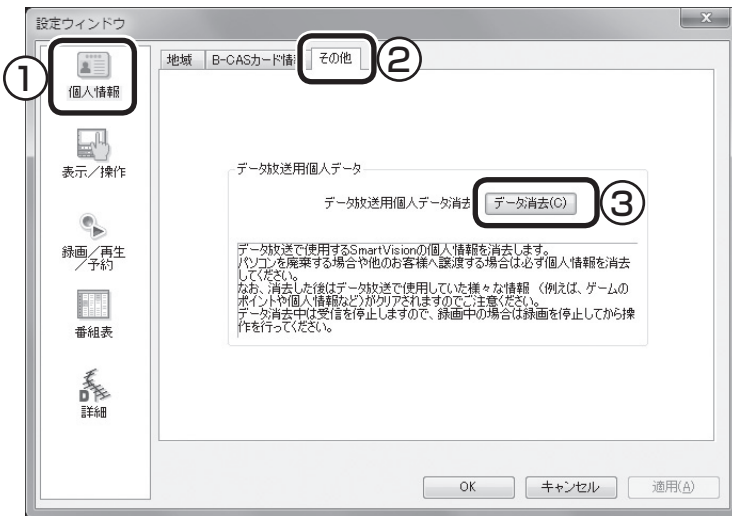 設定ウィンドウ
①
個人情報
表示／操作
録画／再生
／予約
番組表
詳細
地域
B-CASカード情
その他
②
データ放送用個人データ
データ放送用個人データ消去
データ消去(C)
③
データ放送で使用するSmartVisionの個人情報を消去します。
パソコンを廃棄する場合や他のお客様へ譲渡する場合は必ず個人情報を消去
してください。
なお、消去した後はデータ放送で使用していた様々な情報 （例えば、ゲームの
ポイントや個人情報など）がクリアされますのでご注意ください。
データ消去中は受信を停止しますので、録画中の場合は録画を停止してから操
作を行ってください。
OK
キャンセル
適用(A)